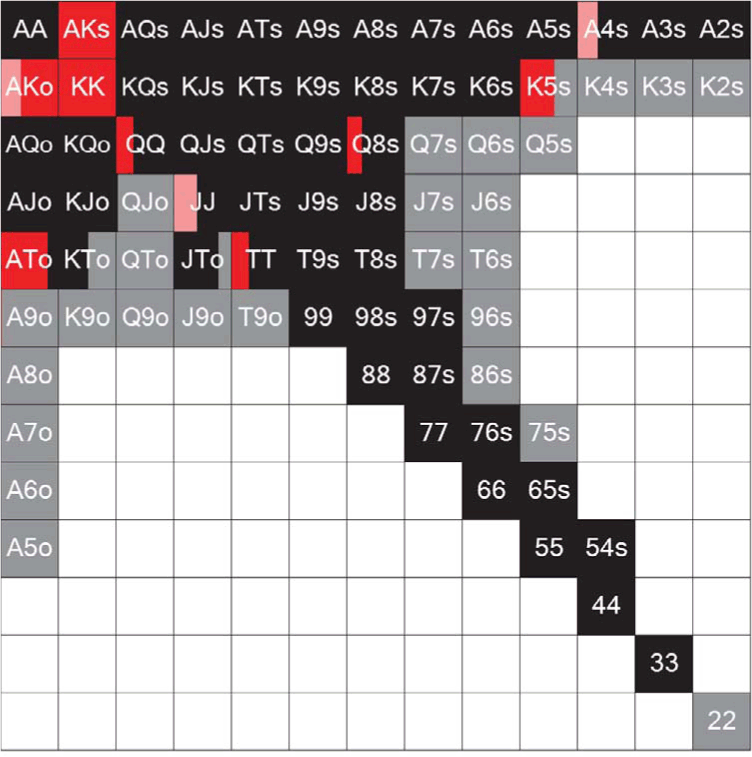 AA AKs AQs AJs ATs A9s A8s A7s A6s A5s A4s A3s A2s
AKo KK KQs KJs KTs K9s K8s K7s K6s K5s K4s K3s K2s
AQo KQo QQ QJs QTs Q9s Q8s Q7s Q6s Q5s
AJo KJo QJo JJ JTs J9s J8s J7s J6s
ATo KTo QTo JTo TT T9s T8s T7s T6s
A9o K9o Q9o J9o T9o 99 98s 97s 96s
A8o 88 87s 86s
A7o 77 76s 75s
A6o 66 65s
A5o 55 54s
44
33
22